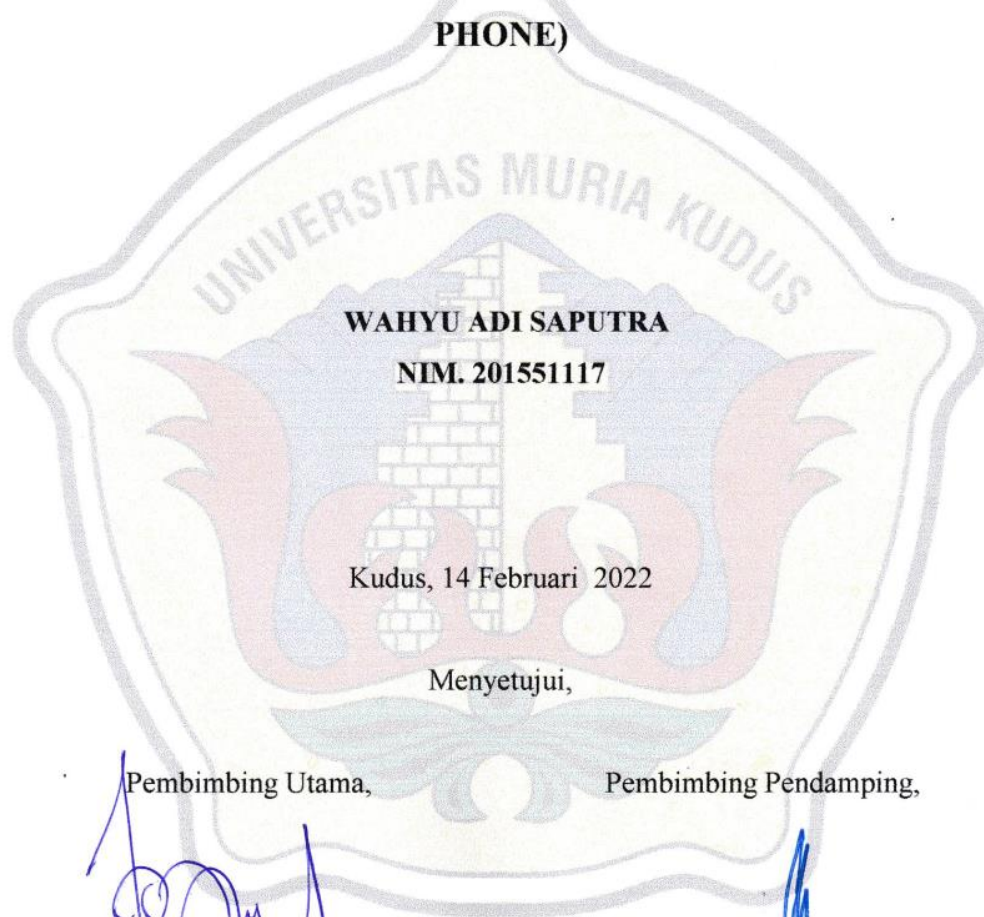 PHONE)
UNIVERSITAS MURIA KUDUS
WAHYU ADI SAPUTRA
NIM. 201551117
Kudus, 14 Februari 2022
Menyetujui,
Pembimbing Utama,
Pembimbing Pendamping,